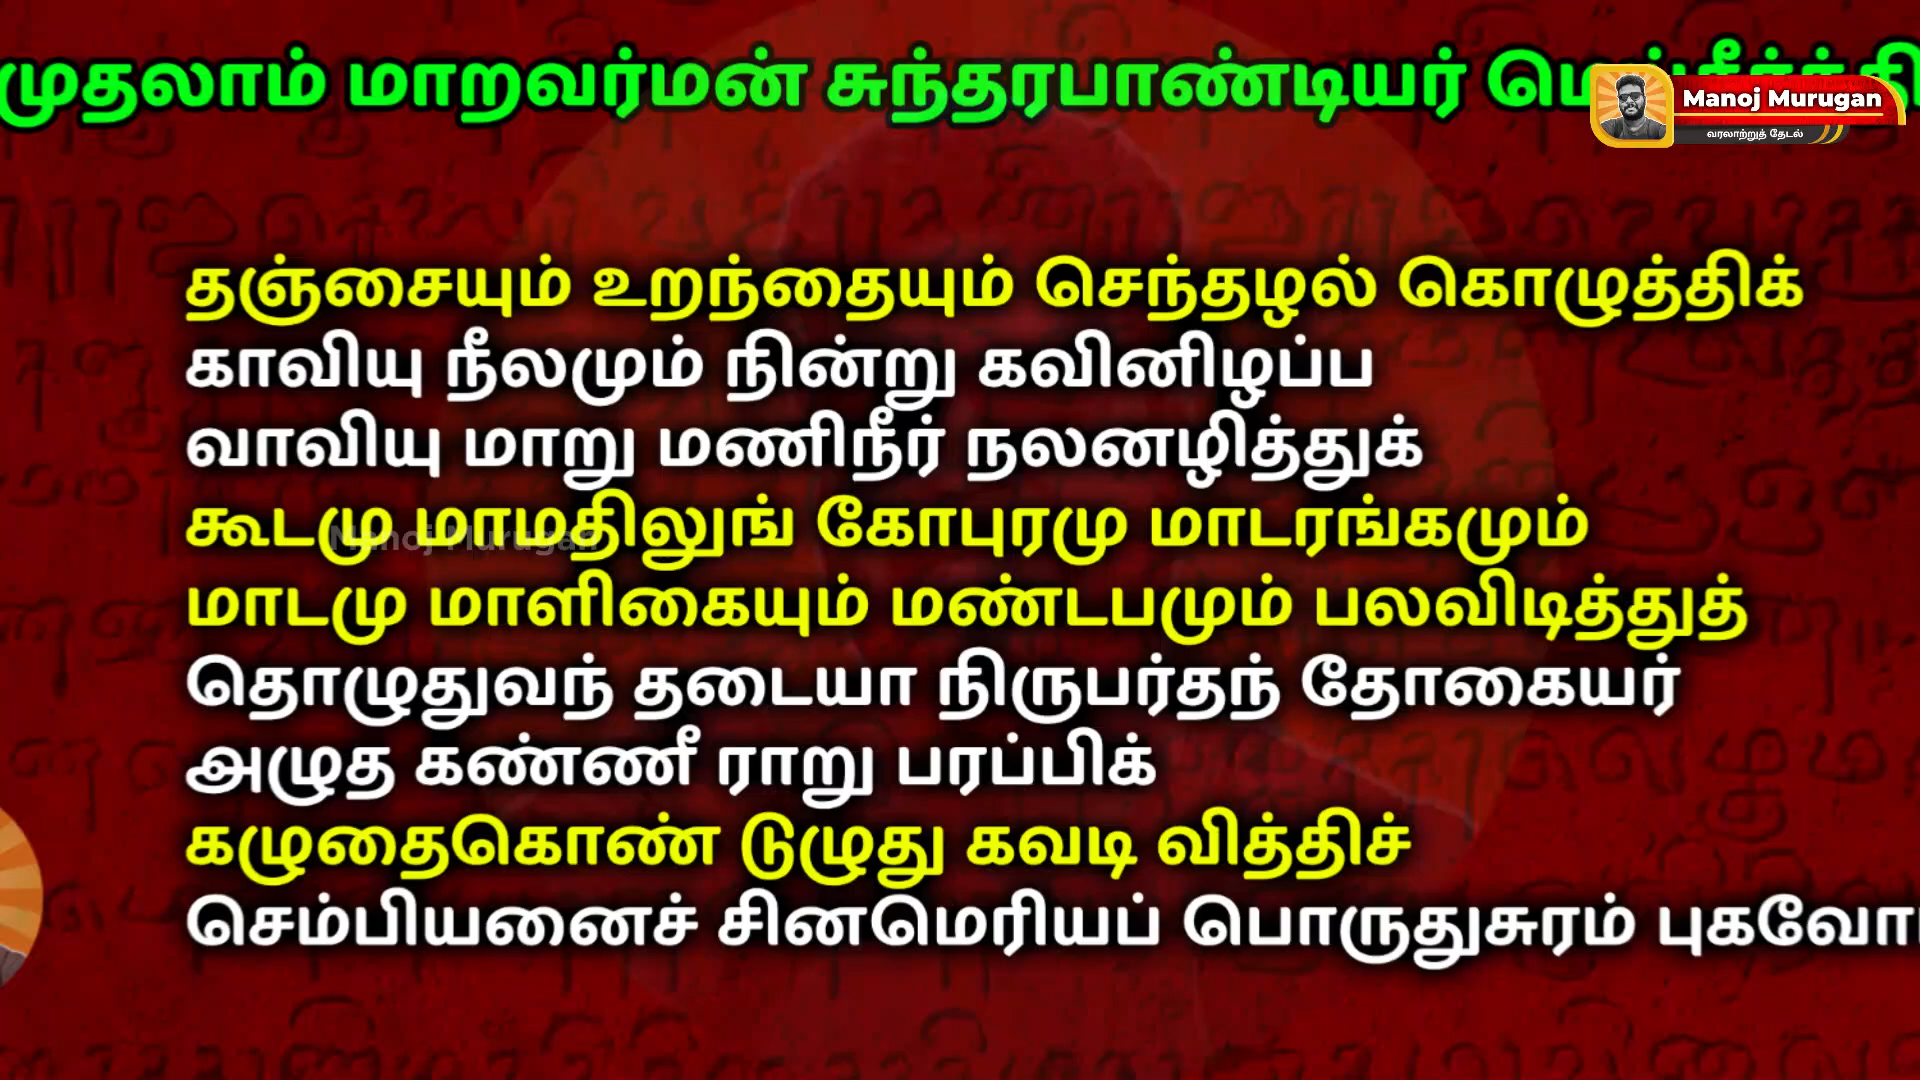 முதலாம் மாறவர்மன் சுந்தரபாண்டியர்
Manoj Murugan
வரலாற்றுத் தேடல்
தஞ்சையும் உறந்தையும் செந்தழல் கொழுத்திக்
காவியு நீலமும் நின்று கவினிழப்ப
வாவியு மாறு மணிநீர் நலனழித்துக்
கூடமு மாமதிலுங் கோபுரமு மாடரங்கமும்
Manoj Murugan
மாடமு மாளிகையும் மண்டபமும் பலவிடித்துத்
தொழுதுவந் தடையா நிருபர்தந் தோகையர்
அழுத கண்ணீ ராறு பரப்பிக்
கழுதைகொண் டுழுது கவடி வித்திச்
செம்பியனைச் சினமெரியப் பொருதுசுரம்